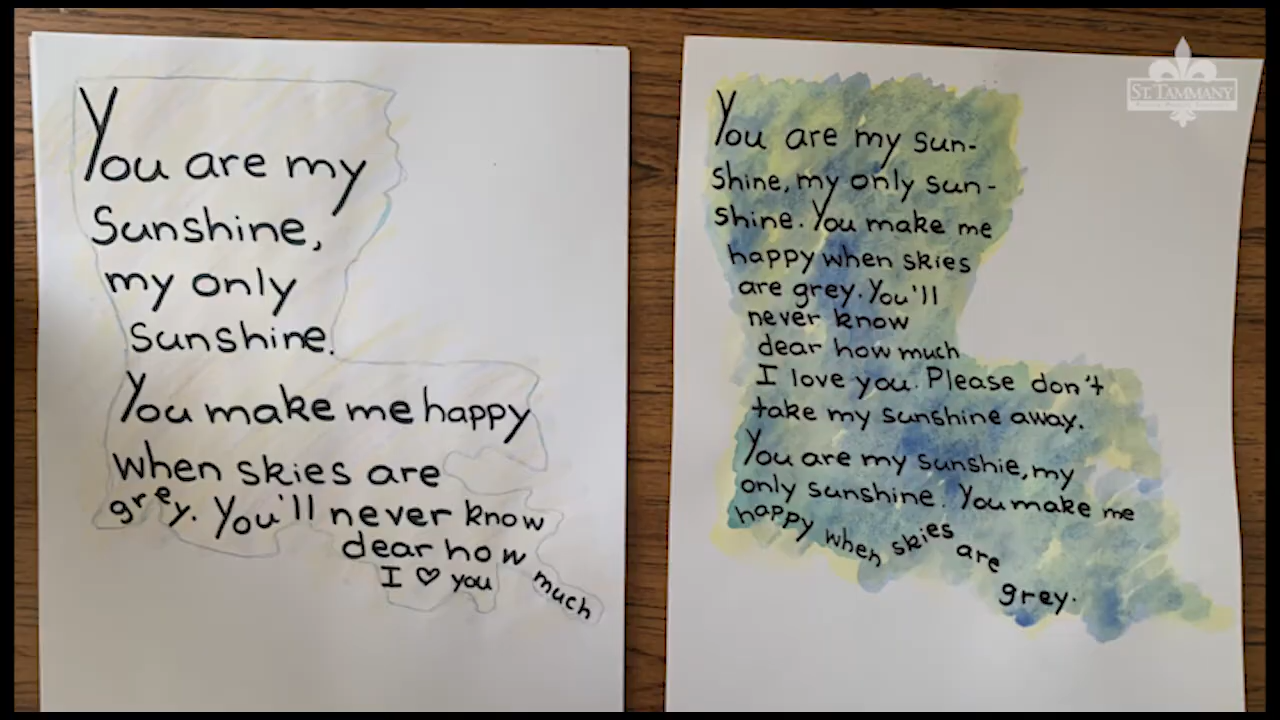 You are my
Sunshine,
my only
Sunshine.
You make me happy
when skies are
grey. You'll never know
dear how
much
I ♡ you
You are my sun-
shine, my only sun-
shine. You make me
happy when skies
are grey. You'll
never know
dear how much
I love you. Please don't
take my sunshine away.
You are my sunshie, my
only sunshine. You make me
happy when skies are
grey.
ST. TAMMANY